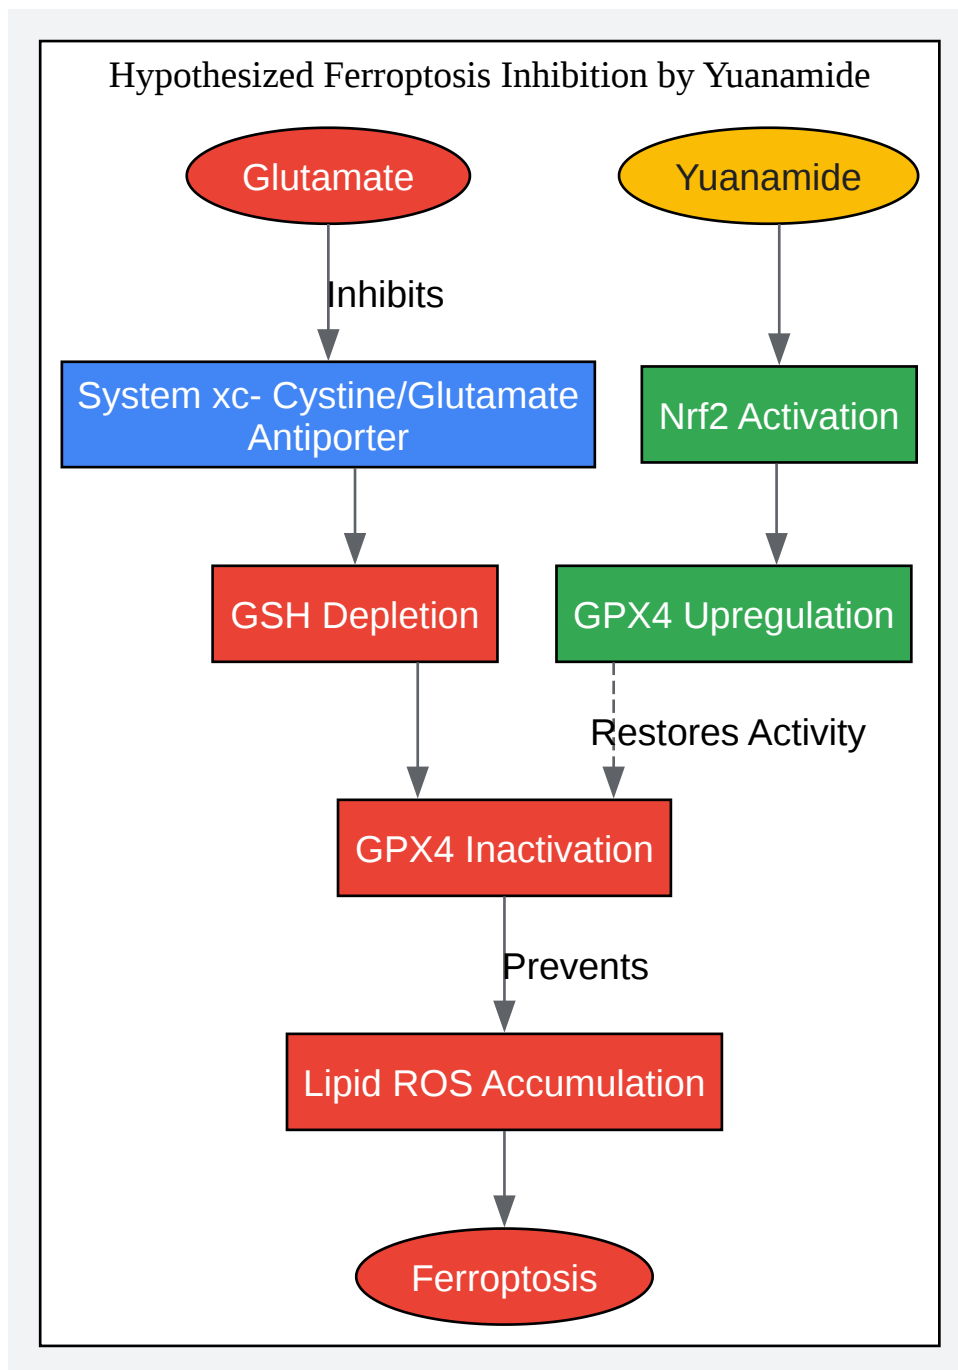 Hypothesized Ferroptosis Inhibition by Yuanamide
Glutamate
Yuanamide
Inhibits
System xc- Cystine/Glutamate
Antiporter
Nrf2 Activation
GSH Depletion
GPX4 Upregulation
Restores Activity
GPX4 Inactivation
Prevents
Lipid ROS Accumulation
Ferroptosis